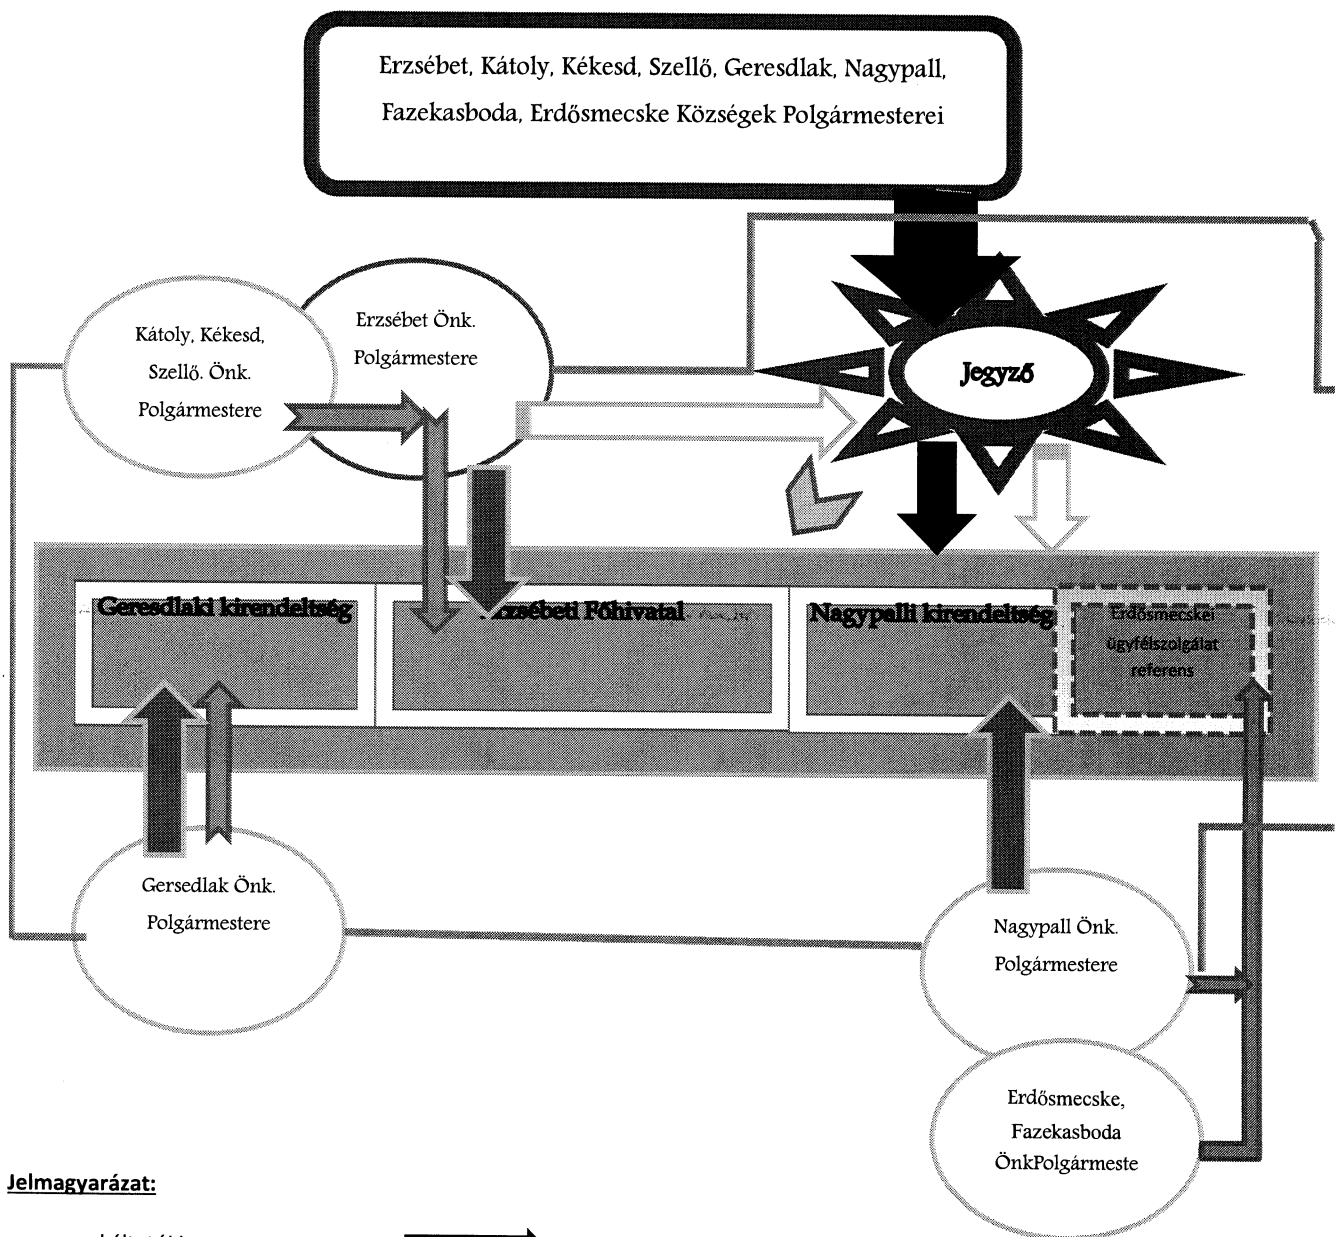 Erzsébet, Kátoly, Kékesd, Szellő, Geresdlak, Nagypall,
Fazekasboda, Erdősmecske Községek Polgármesterei
Kátoly, Kékesd,
Szellő. Önk.
Polgármestere
Erzsébet Önk.
Polgármestere
Jegyző
Geresdlaki kirendeltség
Főhivatal
Nagypalli kirendeltség
Erdősmecskei
ügyfélszolgálat
referens
Gersedlak Önk.
Polgármestere
Nagypall Önk.
Polgármestere
Erdősmecske,
Fazekasboda
ÖnkPolgármeste
Jelmagyarázat: